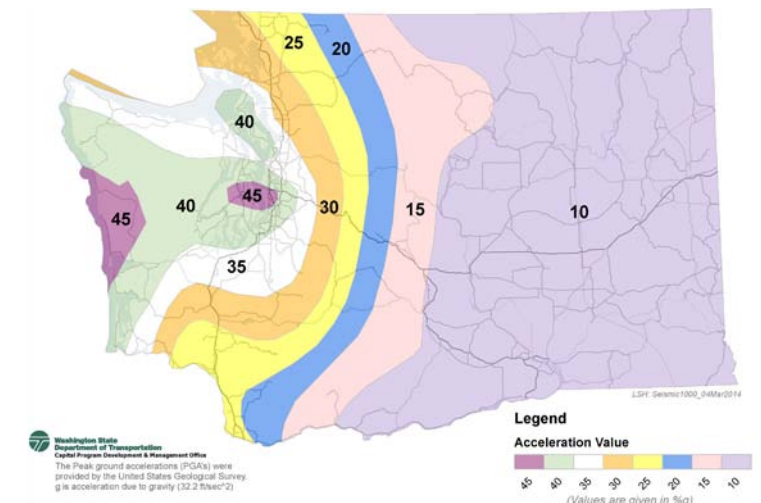 25
20
40
45
40
45
30
15
10
35
LSH: Seismic1000_04Mar2014
Legend
Acceleration Value
45 40 35 30 25 20 15 10
(Values are given in %g)
Washington State
Department of Transportation
Capital Program Development & Management Office
The Peak ground accelerations (PGA's) were
provided by the United States Geological Survey.
g is acceleration due to gravity (32.2 ft/sec^2)